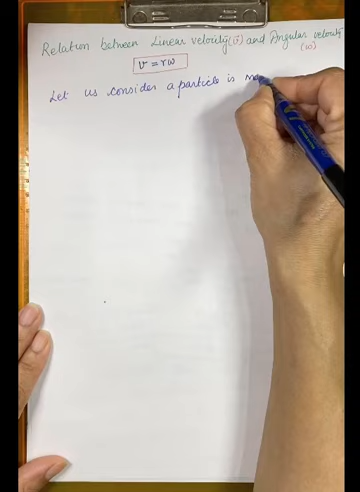 Relation between Linear velocity (v) and Angular velocity
(ω)
v = rω
Let us consider a particle is